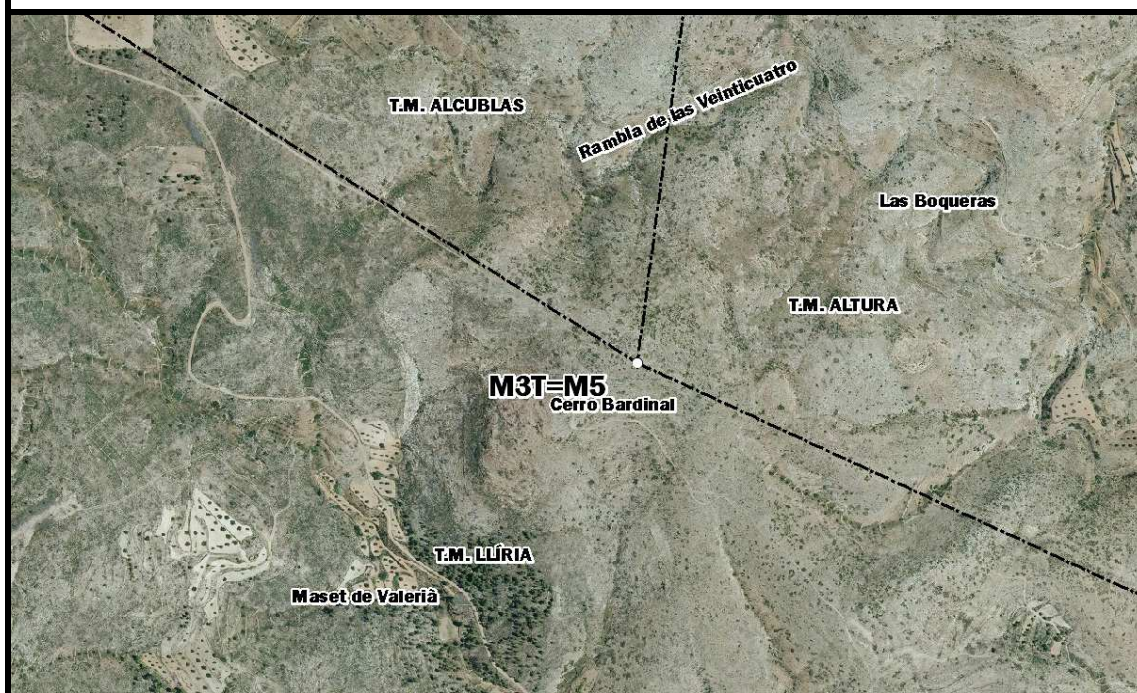 T.M. ALCUBLAS
Rambla de las Veinticuatro
Las Boqueras
T.M. ALTURA
M3T=M5
Cerro Bardinal
T.M. LLÍRIA
Maset de Valerià